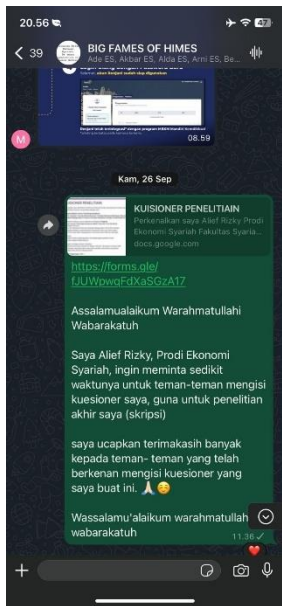 20.56
47
39
BIG FAMES OF HIMES
Ade ES, Akbar ES, Alda ES, Arni ES, Be...
08.59
M
Kam, 26 Sep
KUISIONER PENELITIAIN
Perkenalkan saya Alief Rizky Prodi
Ekonomi Syariah Fakultas Syaria...
docs.google.com
https://forms.gle/
fJUWpwqFdXaSGzA17
Assalamualaikum Warahmatullahi
Wabarakatuh
Saya Alief Rizky, Prodi Ekonomi
Syariah, ingin meminta sedikit
waktunya untuk teman-teman mengisi
kuesioner saya, guna untuk penelitian
akhir saya (skripsi)
saya ucapkan terimakasih banyak
kepada teman- teman yang telah
berkenan mengisi kuesioner yang
saya buat ini. 🙏🏻☺️
Wassalamu'alaikum warahmatullah
wabarakatuh
11.36